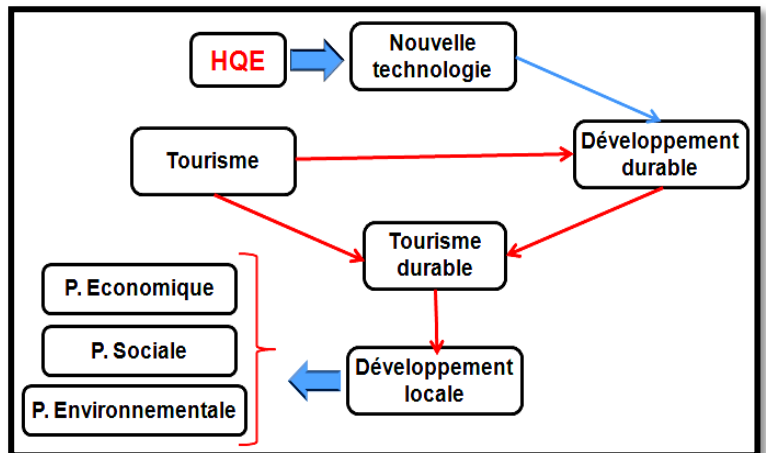 HQE
Nouvelle
technologie
Tourisme
Développement
durable
Tourisme
durable
P. Economique
P. Sociale
P. Environnementale
Développement
locale